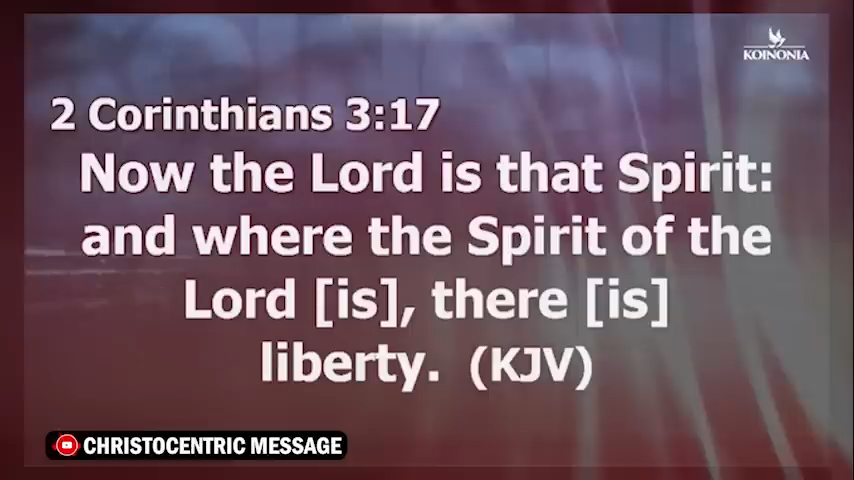 KOINONIA
2 Corinthians 3:17
Now the Lord is that Spirit:
and where the Spirit of the
Lord [is], there [is]
liberty. (KJV)
CHRISTOCENTRIC MESSAGE